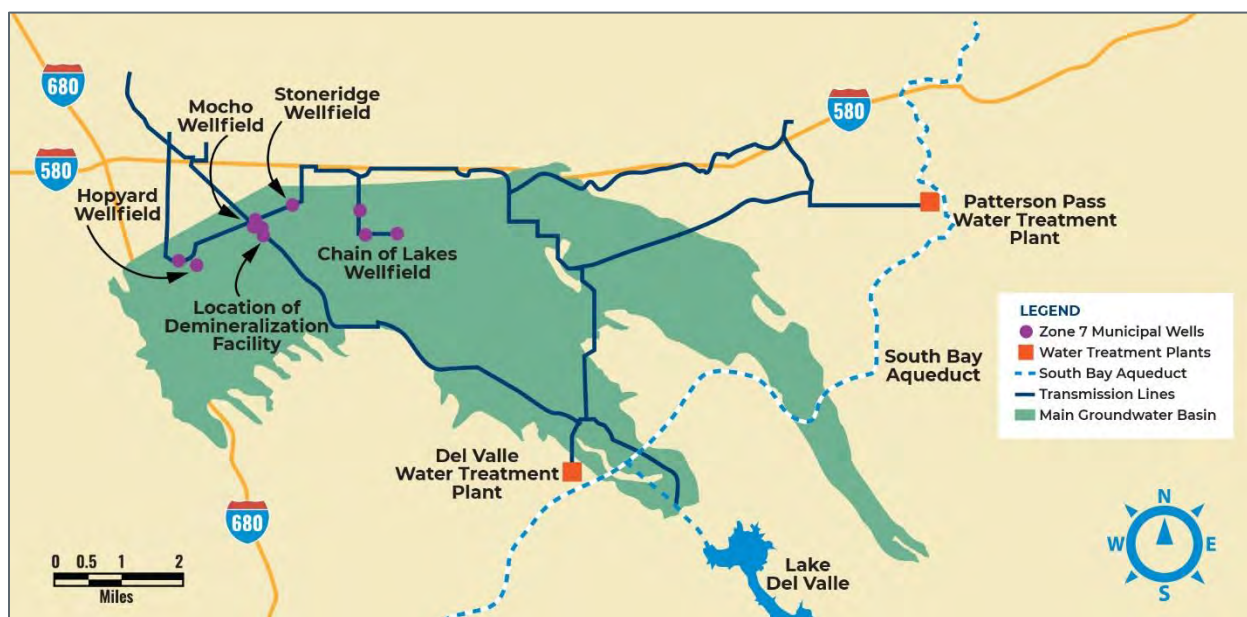 680
Mocho
Wellfield
Stoneridge
Wellfield
580
580
Hopyard
Wellfield
Chain of Lakes
Wellfield
Patterson Pass
Water Treatment
Plant
Location of
Demineralization
Facility
LEGEND
Zone 7 Municipal Wells
Water Treatment Plants
South Bay Aqueduct
Transmission Lines
Main Groundwater Basin
South Bay
Aqueduct
Del Valle
Water Treatment
Plant
680
Lake
Del Valle
N
W E
S
0 0.5 1 2
Miles